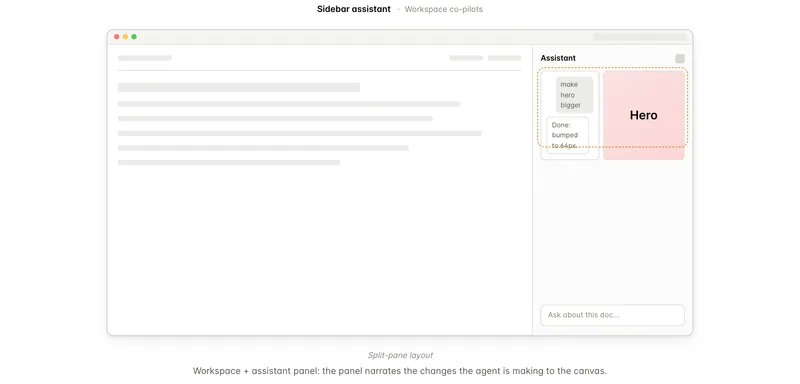 Sidebar assistant · Workspace co-pilots
Assistant
make
hero
bigger
Hero
Done:
bumped
to 64px.
Ask about this doc...
Split-pane layout
Workspace + assistant panel: the panel narrates the changes the agent is making to the canvas.